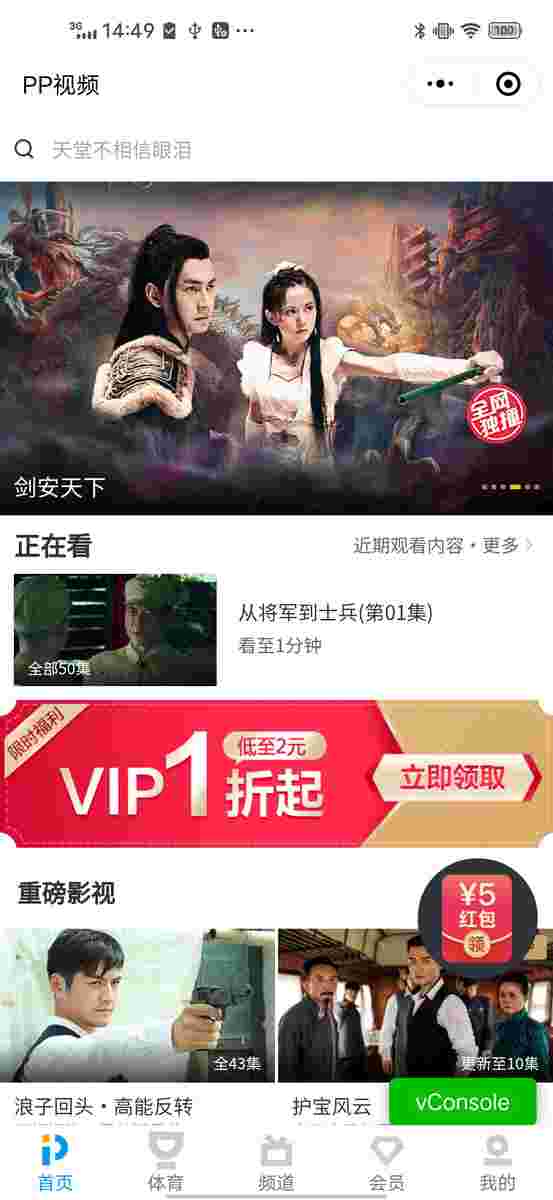 3G 14:49 100
PP视频
天堂不相信眼泪
全网
独播
剑安天下
正在看
近期观看内容·更多
全部50集
从将军到士兵(第01集)
看至1分钟
限时福利
VIP1折起
低至2元
立即领取
重磅影视
¥5
红包
领
全43集
更新至10集
浪子回头·高能反转
护宝风云
vConsole
首页
体育
频道
会员
我的